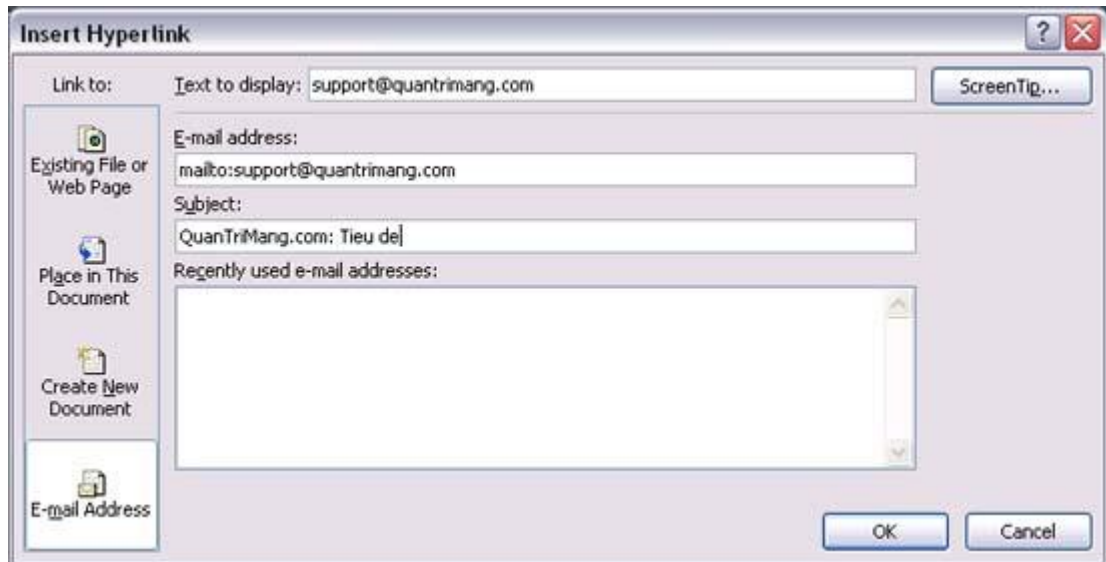 Insert Hyperlink
?
Link to:
Text to display: support@quantrimang.com
ScreenTip...
Existing File or
Web Page
E-mail address:
mailto:support@quantrimang.com
Subject:
QuanTriMang.com: Tieu de
Place in This
Document
Recently used e-mail addresses:
Create New
Document
E-mail Address
OK
Cancel